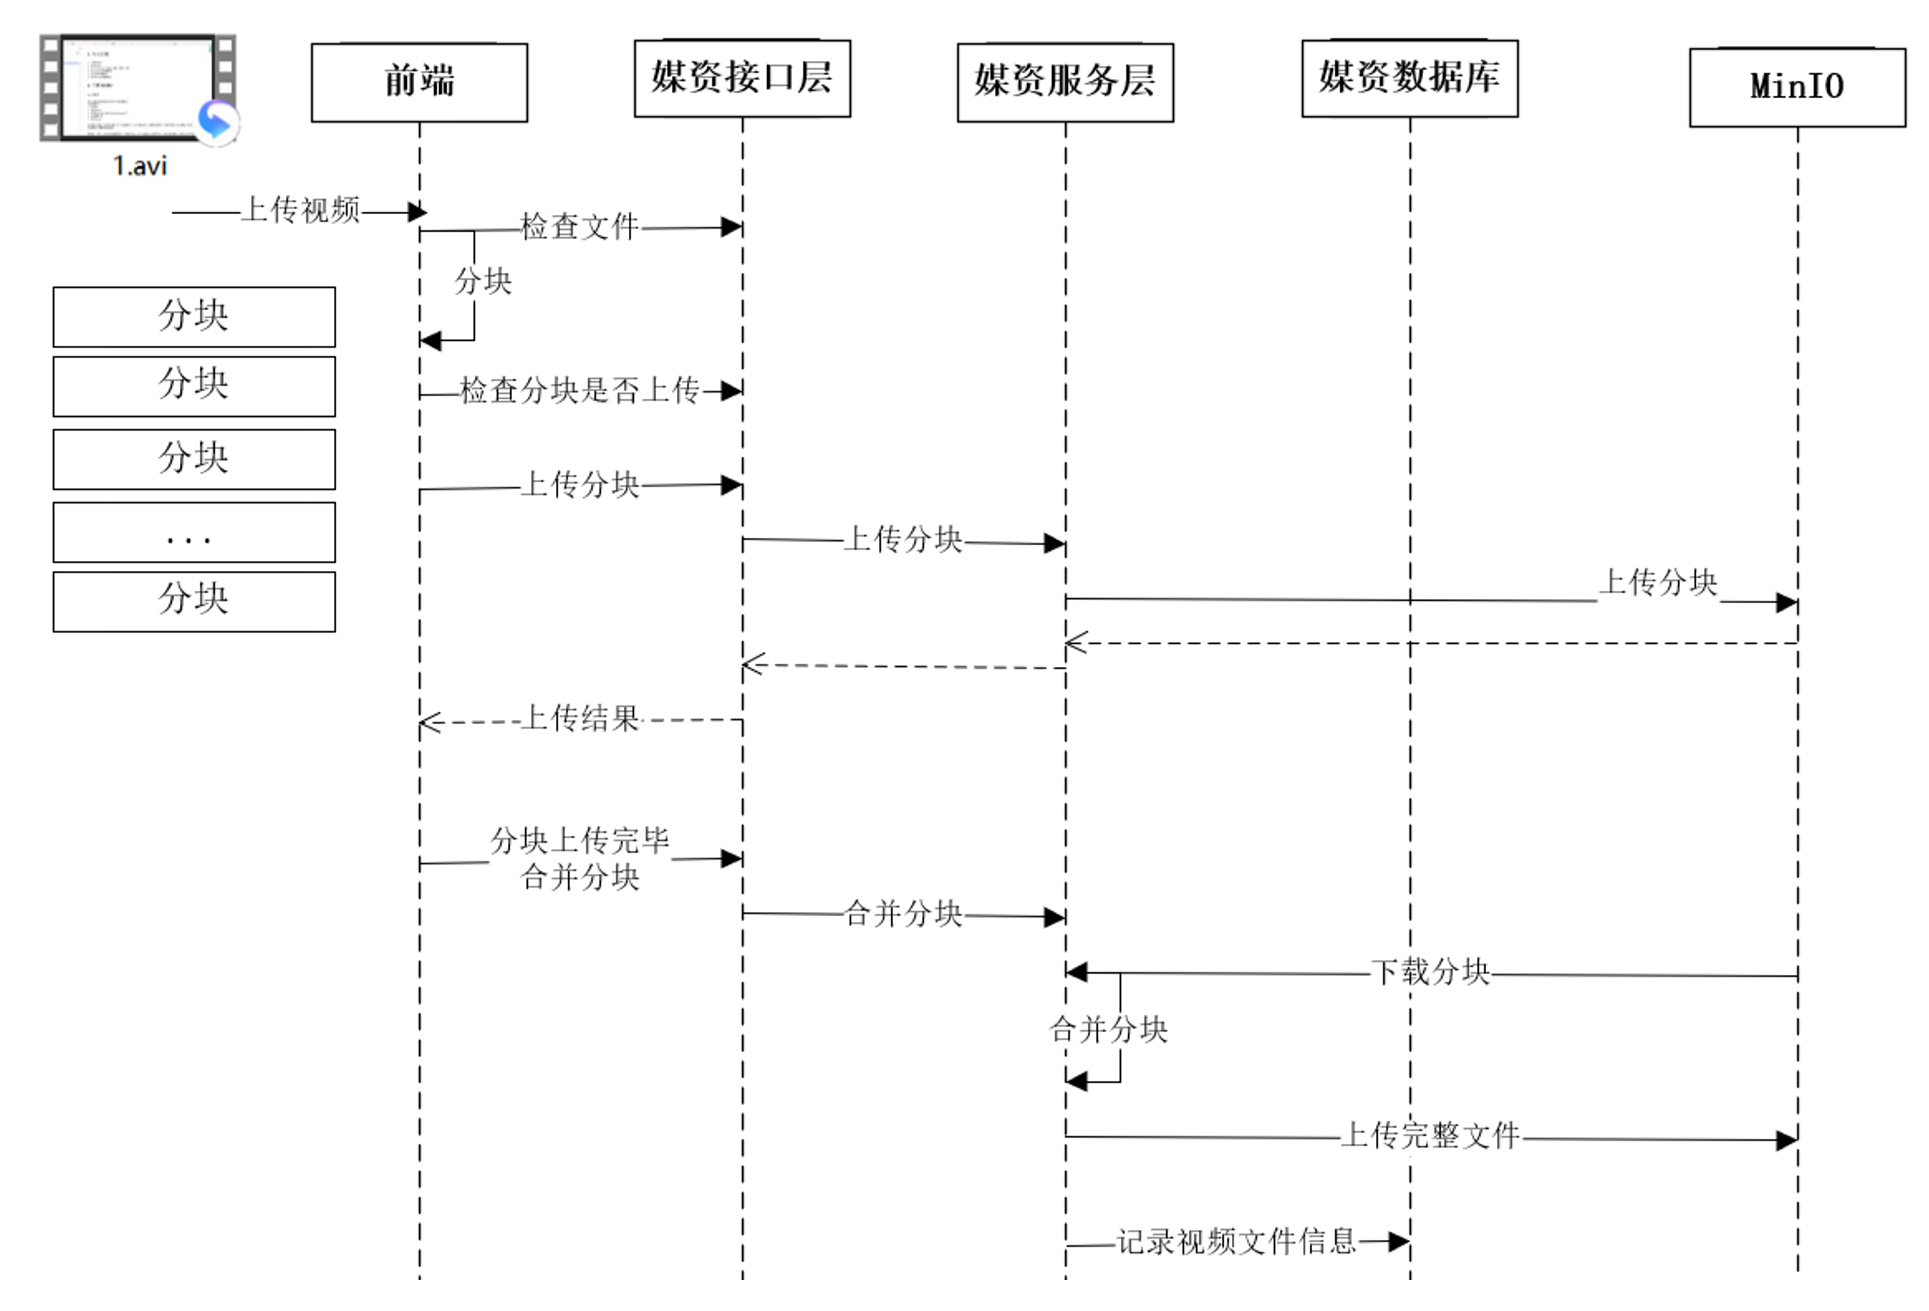 前端
媒资接口层
媒资服务层
媒资数据库
MinIO
1.avi
上传视频
检查文件
分块
分块
分块
检查分块是否上传
分块
上传分块
...
上传分块
上传分块
分块
上传结果
分块上传完毕
合并分块
合并分块
下载分块
合并分块
上传完整文件
记录视频文件信息